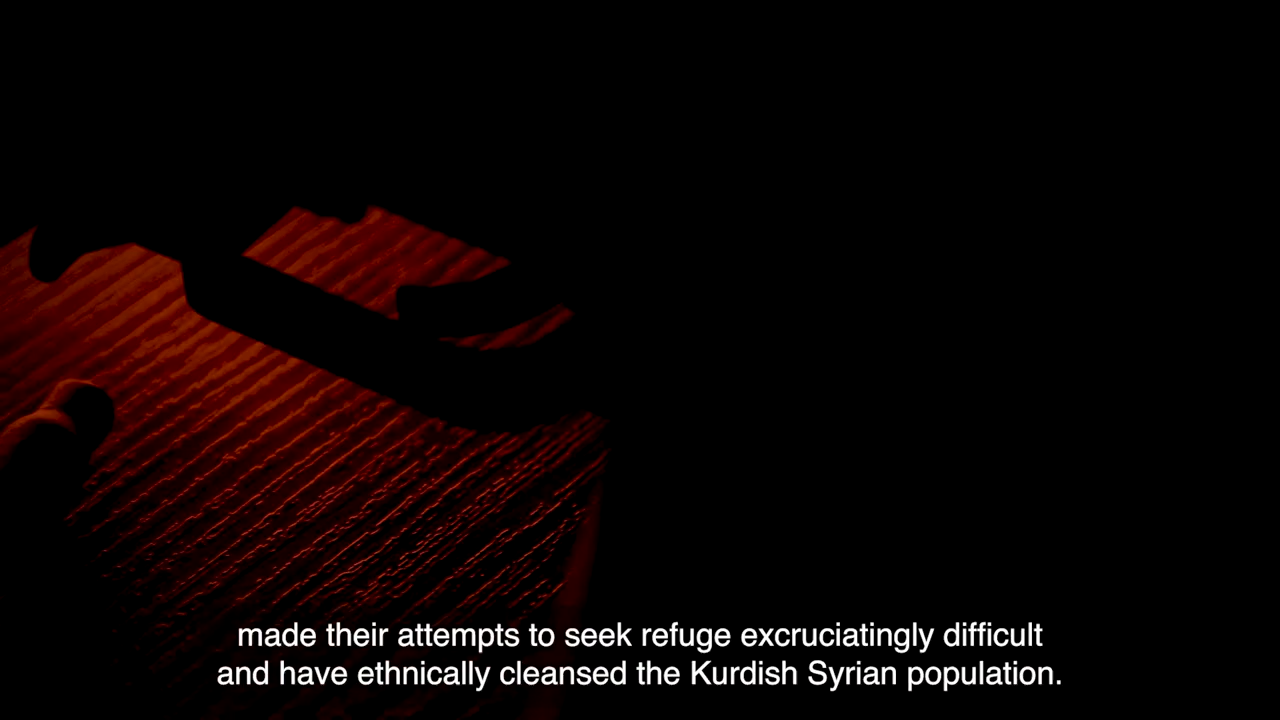 made their attempts to seek refuge excruciatingly difficult
and have ethnically cleansed the Kurdish Syrian population.